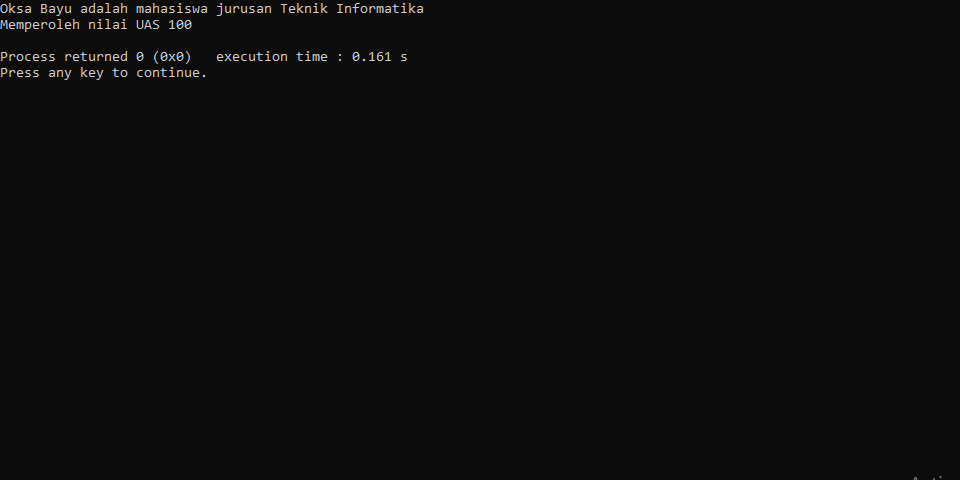 Oksa Bayu adalah mahasiswa jurusan Teknik Informatika
Memperoleh nilai UAS 100
Process returned 0 (0x0)   execution time : 0.161 s
Press any key to continue.